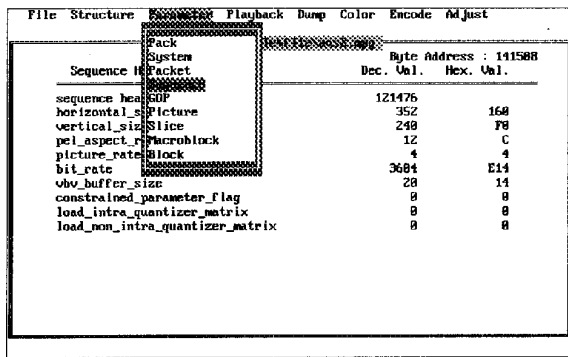 File Structure Parameter Playback Dump Color Encode Adjust
Pack
System
Packet
GOP
Picture
Slice
Macroblock
Block
Byte Address : 141508
Sequence H Dec. Val. Hex. Val.
sequence hea 121476
horizontal_s 352 160
vertical_siz 240 F0
pel_aspect_r 12 C
picture_rate 4 4
bit_rate 3604 E14
vbv_buffer_size 20 14
constrained_parameter_flag 0 0
load_intra_quantizer_matrix 0 0
load_non_intra_quantizer_matrix 0 0